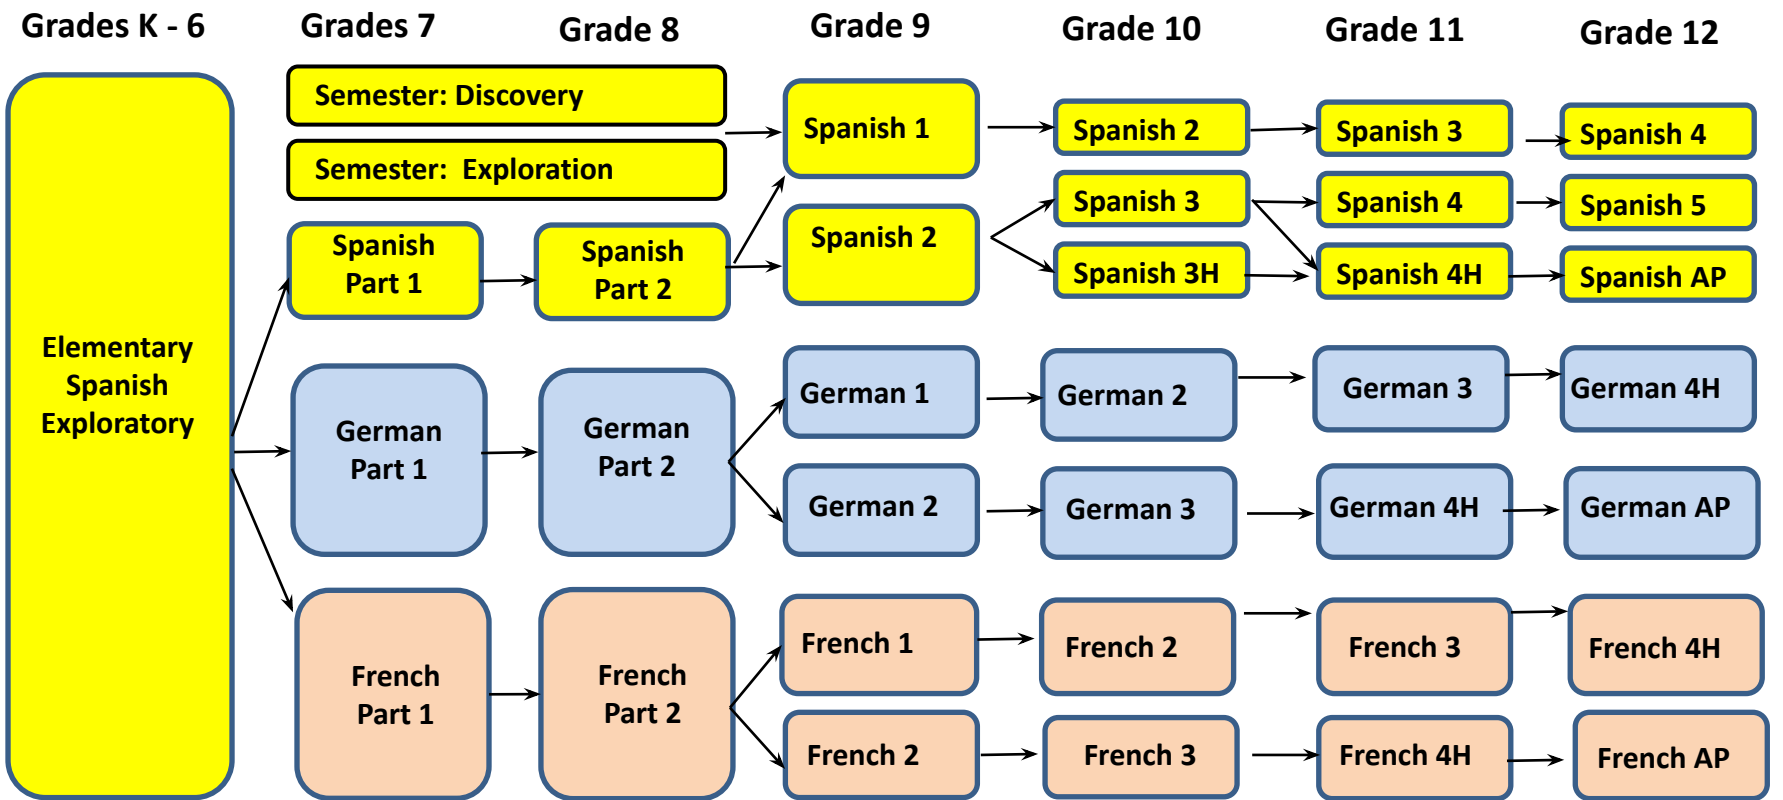 Grades K - 6
Grades 7
Grade 8
Grade 9
Grade 10
Grade 11
Grade 12
Semester: Discovery
Semester:  Exploration
Spanish 1
Spanish 2
Spanish 3
Spanish 4
Spanish
Part 1
Spanish
Part 2
Spanish 2
Spanish 3
Spanish 4
Spanish 5
Spanish 3H
Spanish 4H
Spanish AP
Elementary
Spanish
Exploratory
German
Part 1
German
Part 2
German 1
German 2
German 3
German 4H
German 2
German 3
German 4H
German AP
French
Part 1
French
Part 2
French 1
French 2
French 3
French 4H
French 2
French 3
French 4H
French AP